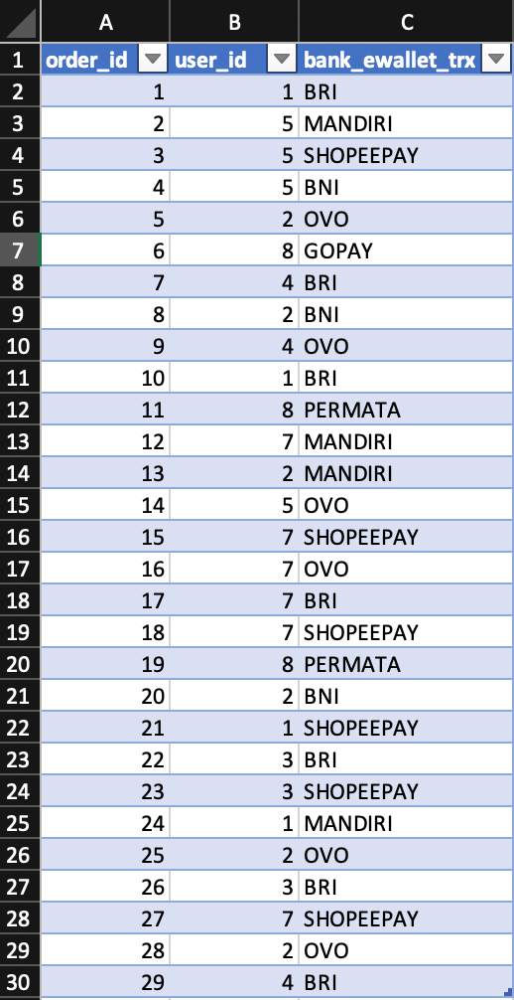 A B C
1 order_id user_id bank_ewallet_trx
2 1 1 BRI
3 2 5 MANDIRI
4 3 5 SHOPEEPAY
5 4 5 BNI
6 5 2 OVO
7 6 8 GOPAY
8 7 4 BRI
9 8 2 BNI
10 9 4 OVO
11 10 1 BRI
12 11 8 PERMATA
13 12 7 MANDIRI
14 13 2 MANDIRI
15 14 5 OVO
16 15 7 SHOPEEPAY
17 16 7 OVO
18 17 7 BRI
19 18 7 SHOPEEPAY
20 19 8 PERMATA
21 20 2 BNI
22 21 1 SHOPEEPAY
23 22 3 BRI
24 23 3 SHOPEEPAY
25 24 1 MANDIRI
26 25 2 OVO
27 26 3 BRI
28 27 7 SHOPEEPAY
29 28 2 OVO
30 29 4 BRI